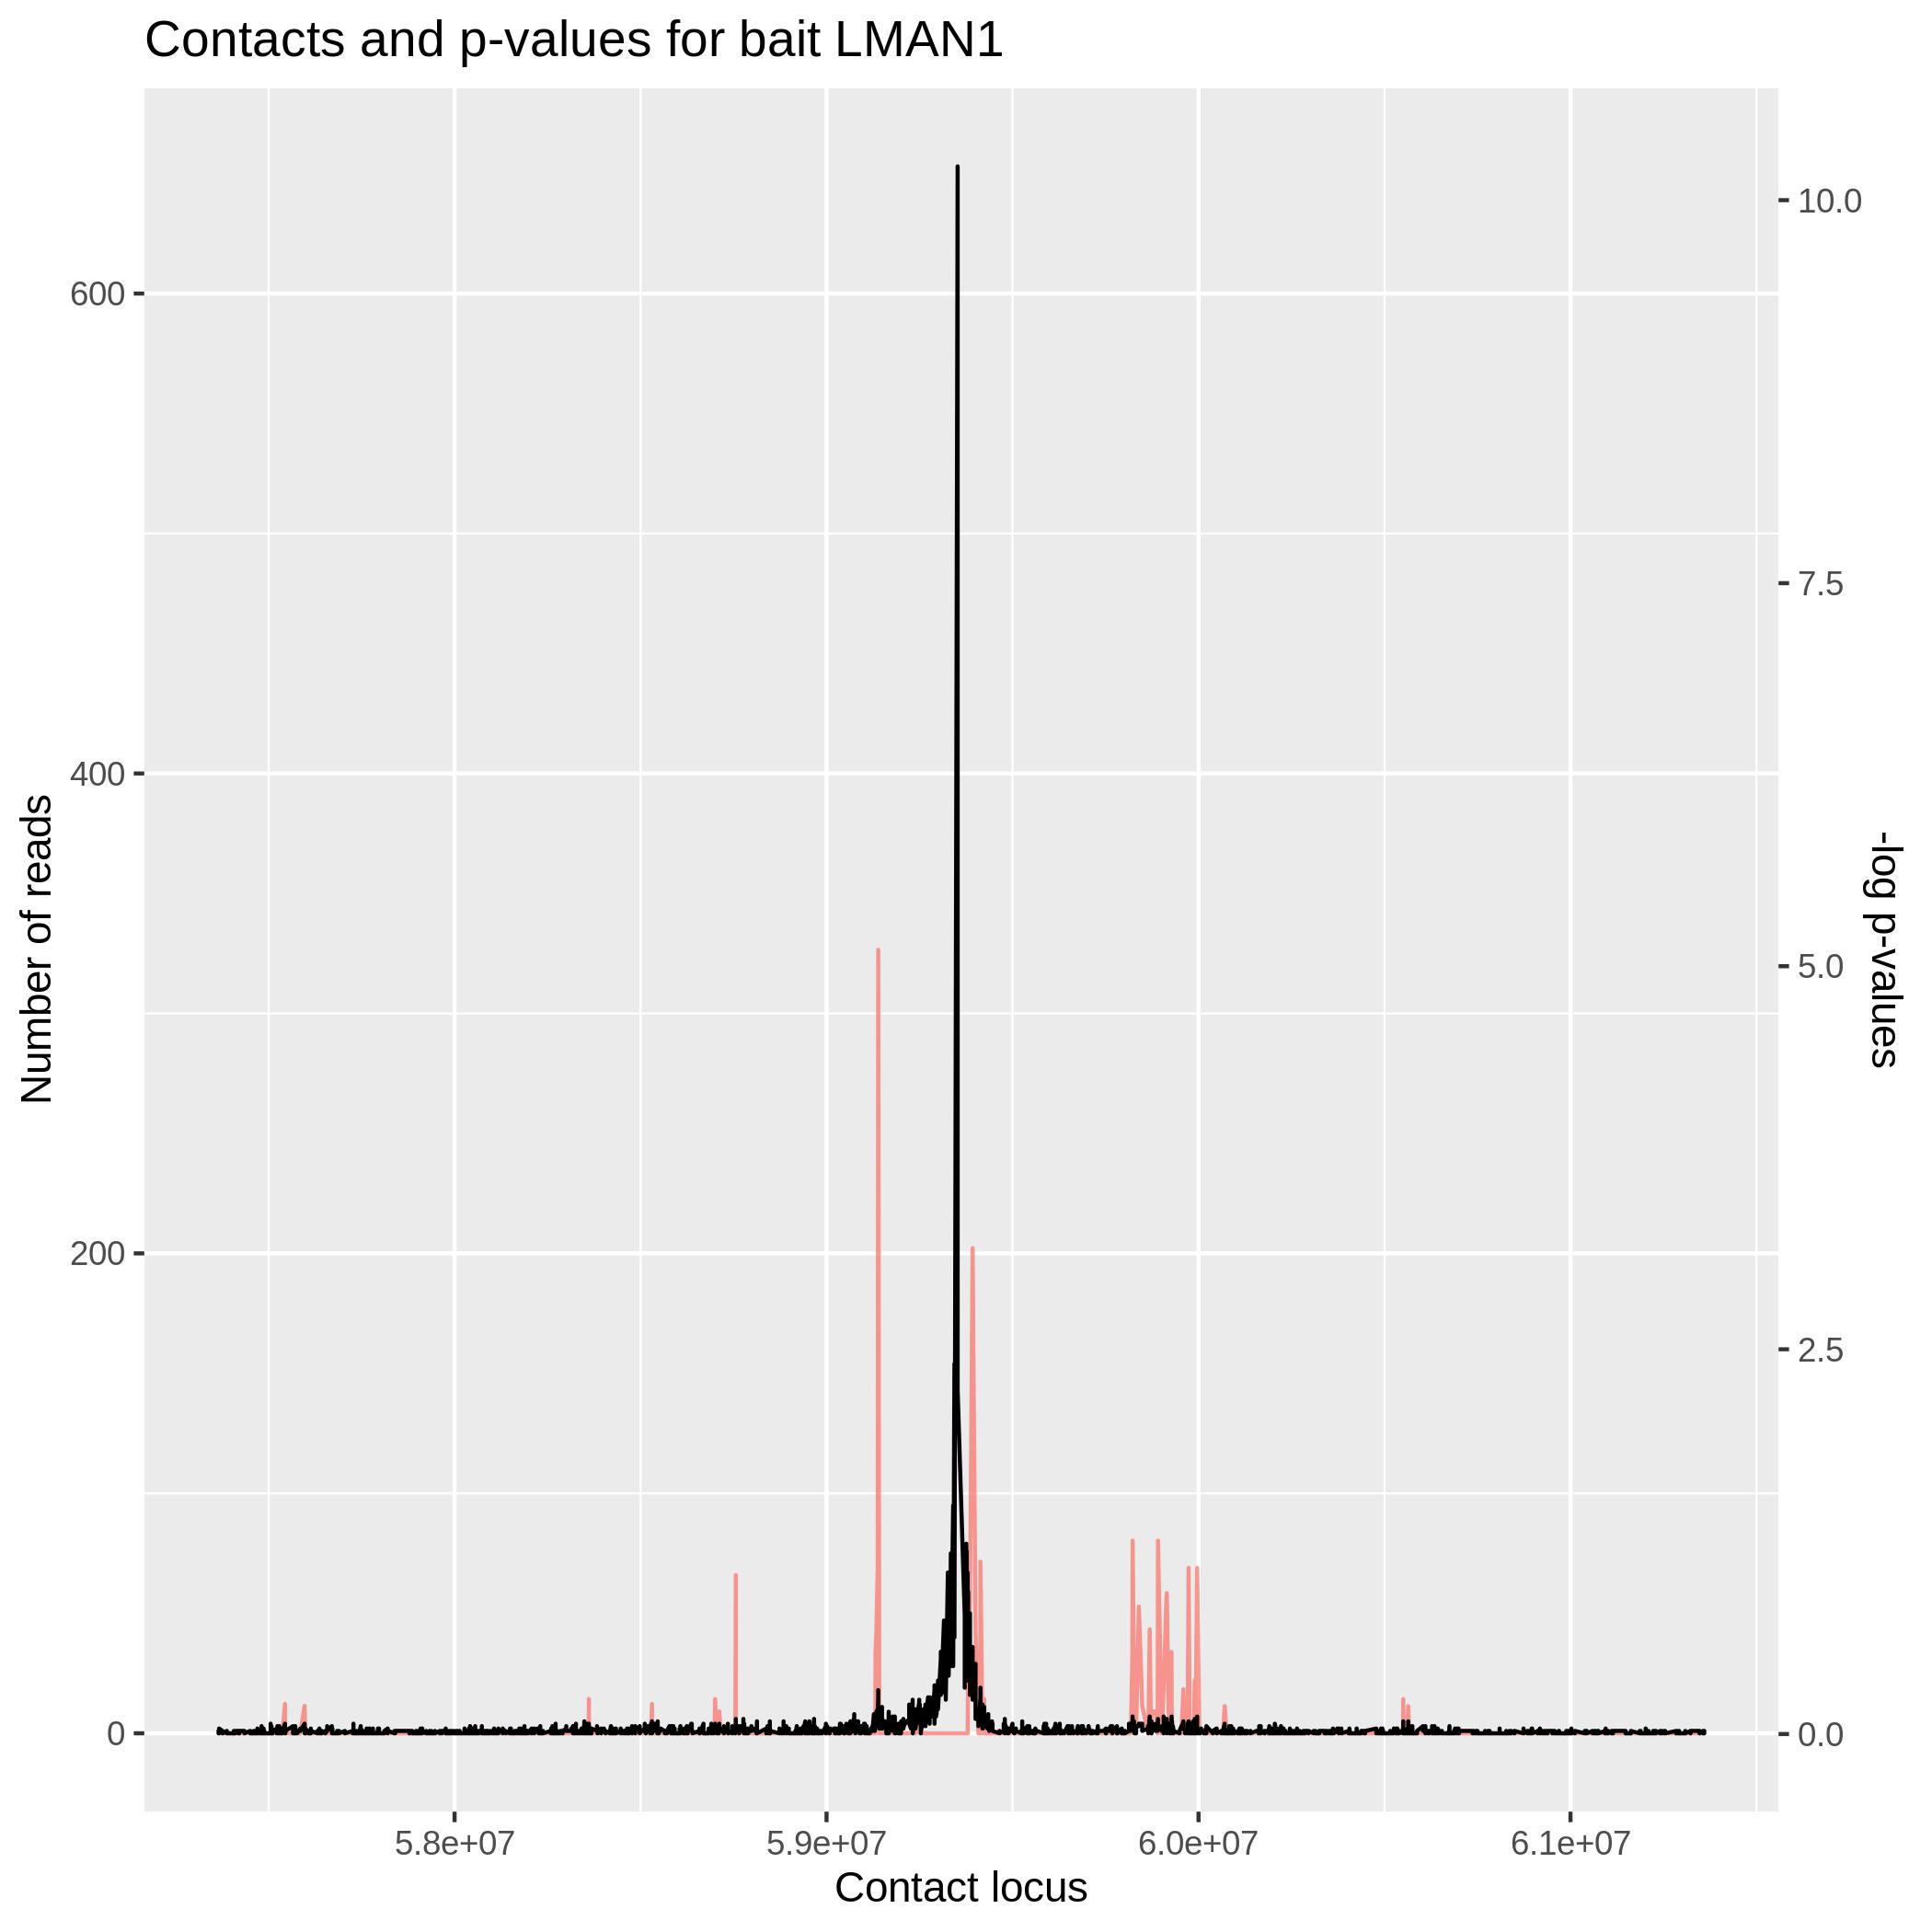 Contacts and p-values for bait LMAN1
Number of reads
600
400
200
0
10.0
7.5
5.0
2.5
0.0
-log p-values
5.8e+07
5.9e+07
6.0e+07
6.1e+07
Contact locus